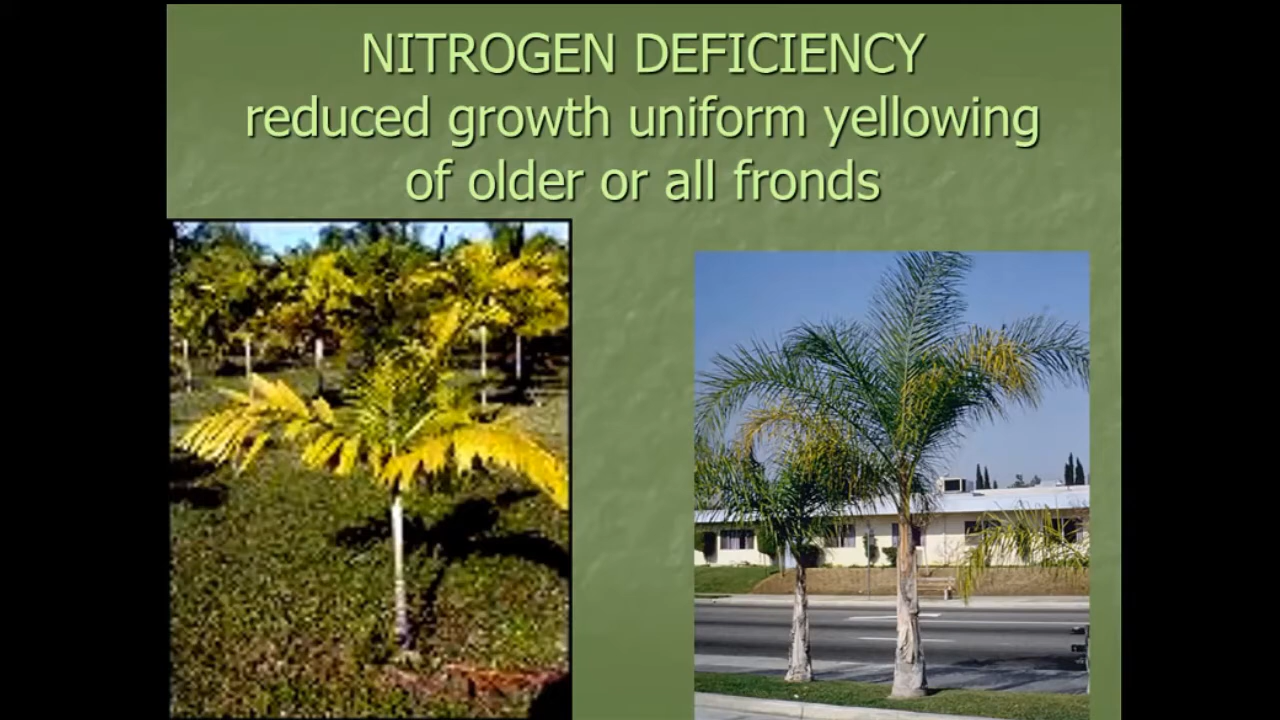 NITROGEN DEFICIENCY
reduced growth uniform yellowing
of older or all fronds